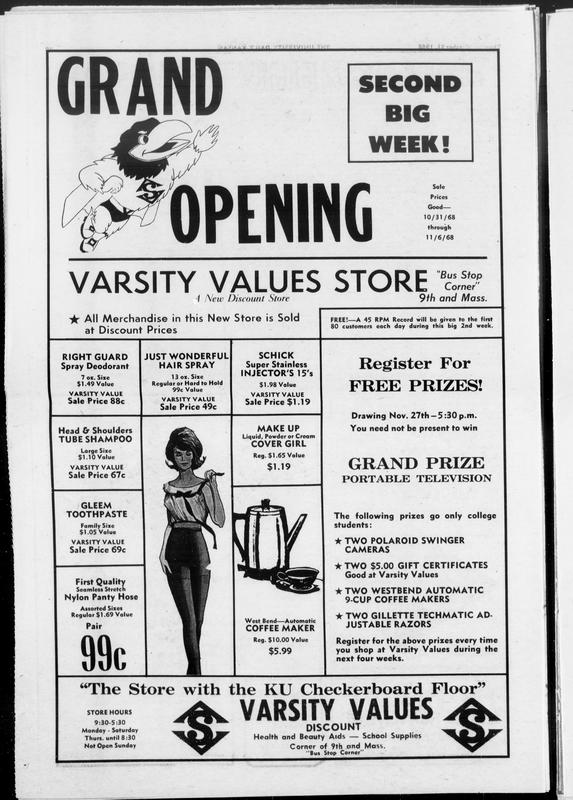 GRAND
OPENING
SECOND
BIG
WEEK!
Sale
Prices
Good—
10/31/68
through
11/6/68
VARSITY VALUES STORE
"Bus Stop
Corner"
9th and Mass.
A New Discount Store
★ All Merchandise in this New Store is Sold
at Discount Prices
FREE!—A 45 RPM Record will be given to the first
80 customers each day during this big 2nd week.
RIGHT GUARD
Spray Deodorant
7 oz. Size
$1.49 Value
VARSITY VALUE
Sale Price 88c
JUST WONDERFUL
HAIR SPRAY
13 oz. Size
Regular or Hard to Hold
99c Value
VARSITY VALUE
Sale Price 49c
SCHICK
Super Stainless
INJECTOR'S 15's
$1.98 Value
VARSITY VALUE
Sale Price $1.19
Head & Shoulders
TUBE SHAMPOO
Large Size
$1.10 Value
VARSITY VALUE
Sale Price 67c
MAKE UP
Liquid, Powder or Cream
COVER GIRL
Reg. $1.65 Value
$1.19
GLEEM
TOOTHPASTE
Family Size
$1.05 Value
VARSITY VALUE
Sale Price 69c
First Quality
Seamless Stretch
Nylon Panty Hose
Assorted Sizes
Regular $1.69 Value
Pair
99c
West Bend—Automatic
COFFEE MAKER
Reg. $10.00 Value
$5.99
Register For
FREE PRIZES!
Drawing Nov. 27th—5:30 p.m.
You need not be present to win
GRAND PRIZE
PORTABLE TELEVISION
The following prizes go only college
students:
★ TWO POLAROID SWINGER
CAMERAS
★ TWO $5.00 GIFT CERTIFICATES
Good at Varsity Values
★ TWO WESTBEND AUTOMATIC
9-CUP COFFEE MAKERS
★ TWO GILLETTE TECHMATIC AD-
JUSTABLE RAZORS
Register for the above prizes every time
you shop at Varsity Values during the
next four weeks.
"The Store with the KU Checkerboard Floor"
STORE HOURS
9:30-5:30
Monday - Saturday
Thurs. until 8:30
Not Open Sunday
VARSITY VALUES
DISCOUNT
Health and Beauty Aids — School Supplies
Corner of 9th and Mass.
"Bus Stop Corner"